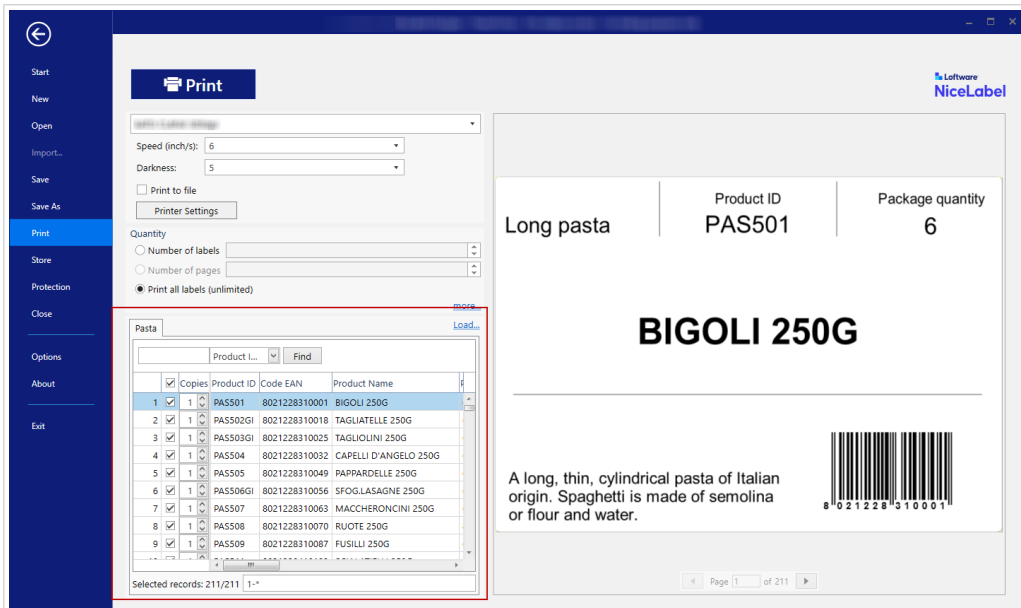 Start
New
Open
Import...
Save
Save As
Print
Store
Protection
Close
Options
About
Exit
Print
Speed (inch/s): 6
Darkness: 5
Print to file
Printer Settings
Quantity
Number of labels
Number of pages
Print all labels (unlimited)
more...
Pasta
Load...
Product I... Find
Copies Product ID Code EAN Product Name
1 1 PAS501 8021228310001 BIGOLI 250G
2 1 PAS502GI 8021228310018 TAGLIATELLE 250G
3 1 PAS503GI 8021228310025 TAGLIOLINI 250G
4 1 PAS504 8021228310032 CAPELLI D'ANGELO 250G
5 1 PAS505 8021228310049 PAPPARDELLE 250G
6 1 PAS506GI 8021228310056 SFOG.LASAGNE 250G
7 1 PAS507 8021228310063 MACCHERONCINI 250G
8 1 PAS508 8021228310070 RUOTE 250G
9 1 PAS509 8021228310087 FUSILLI 250G
Selected records: 211/211 1-*
Loftware
NiceLabel
Long pasta
Product ID
PAS501
Package quantity
6
BIGOLI 250G
A long, thin, cylindrical pasta of Italian
origin. Spaghetti is made of semolina
or flour and water.
8 021228 310001
Page 1 of 211